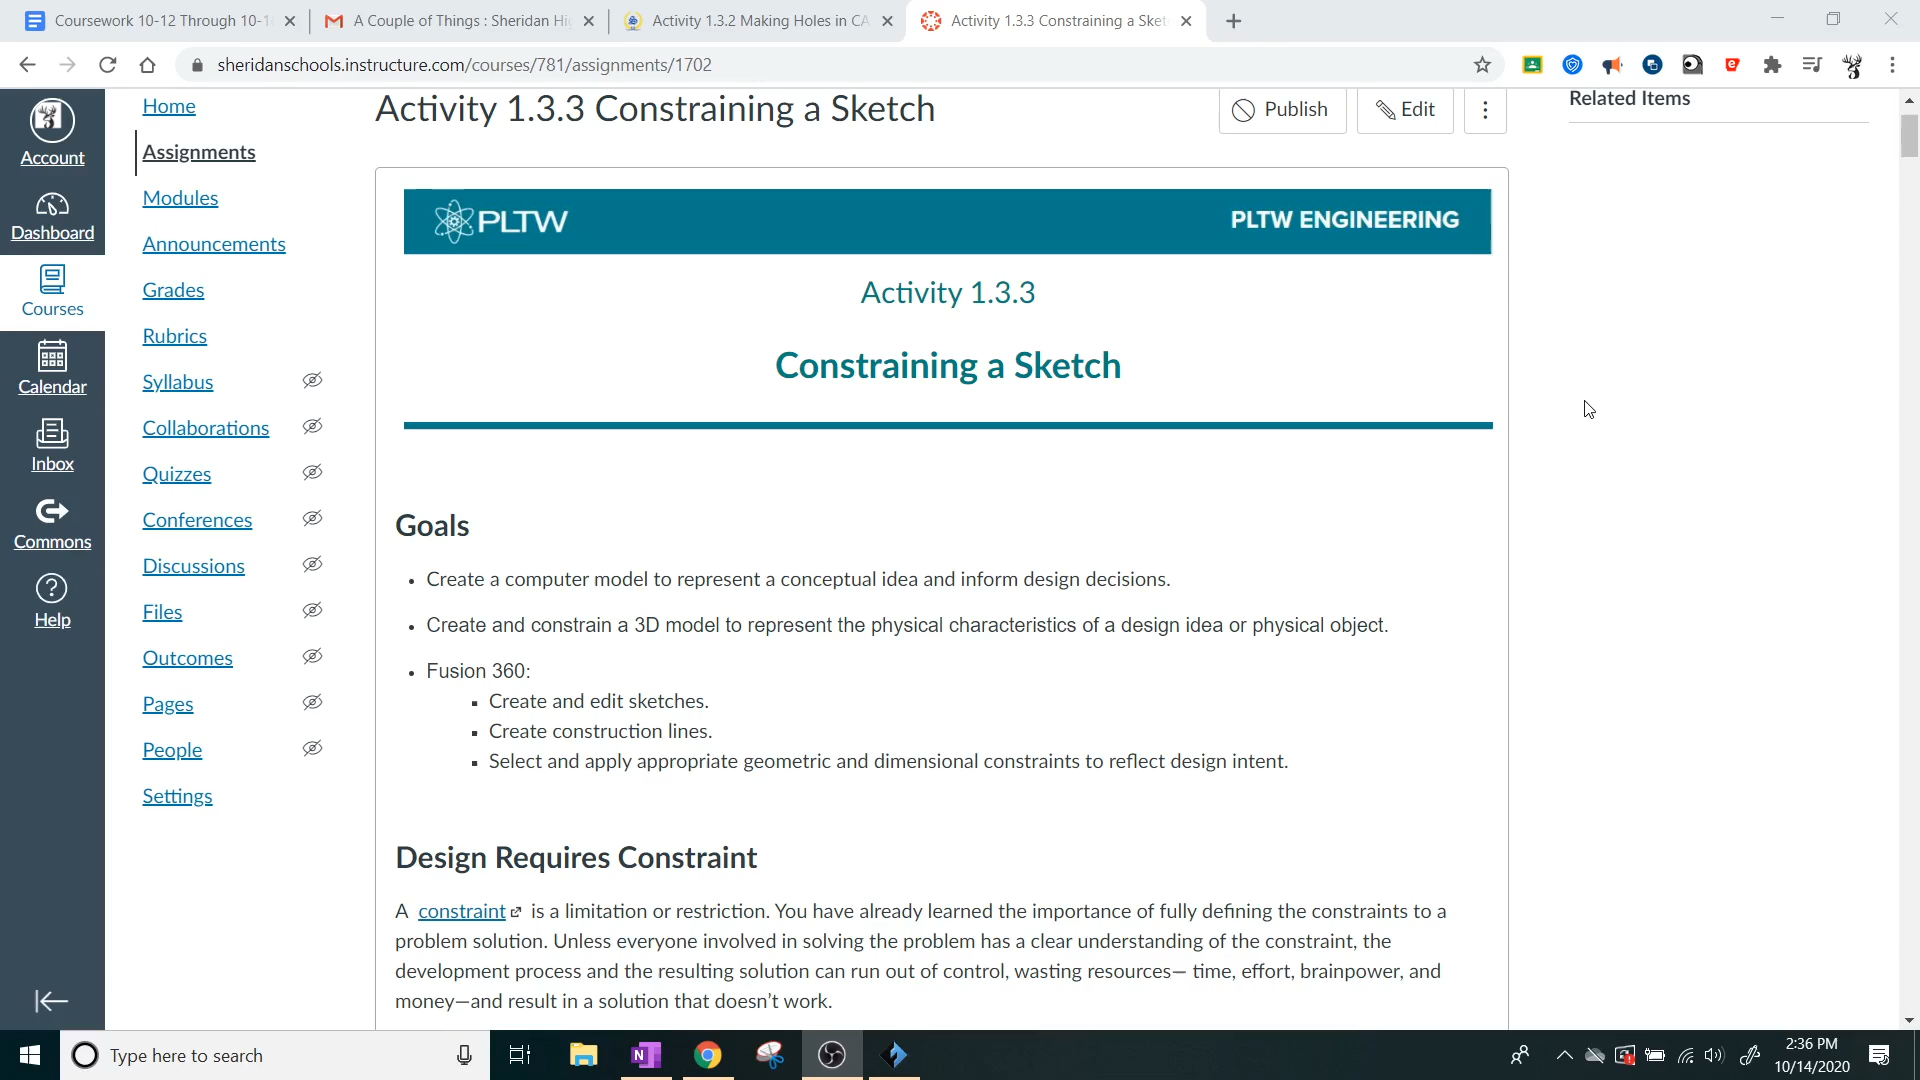 Coursework 10-12 Through 10-1
A Couple of Things : Sheridan Hi
Activity 1.3.2 Making Holes in CA
Activity 1.3.3 Constraining a Sket
sheridanschools.instructure.com/courses/781/assignments/1702
Account
Dashboard
Courses
Calendar
Inbox
Commons
Help
Home
Assignments
Modules
Announcements
Grades
Rubrics
Syllabus
Collaborations
Quizzes
Conferences
Discussions
Files
Outcomes
Pages
People
Settings
Activity 1.3.3 Constraining a Sketch
Publish
Edit
Related Items
PLTW
PLTW ENGINEERING
Activity 1.3.3
Constraining a Sketch
Goals
• Create a computer model to represent a conceptual idea and inform design decisions.
• Create and constrain a 3D model to represent the physical characteristics of a design idea or physical object.
• Fusion 360:
▪ Create and edit sketches.
▪ Create construction lines.
▪ Select and apply appropriate geometric and dimensional constraints to reflect design intent.
Design Requires Constraint
A constraint is a limitation or restriction. You have already learned the importance of fully defining the constraints to a
problem solution. Unless everyone involved in solving the problem has a clear understanding of the constraint, the
development process and the resulting solution can run out of control, wasting resources— time, effort, brainpower, and
money—and result in a solution that doesn't work.
Type here to search
2:36 PM
10/14/2020